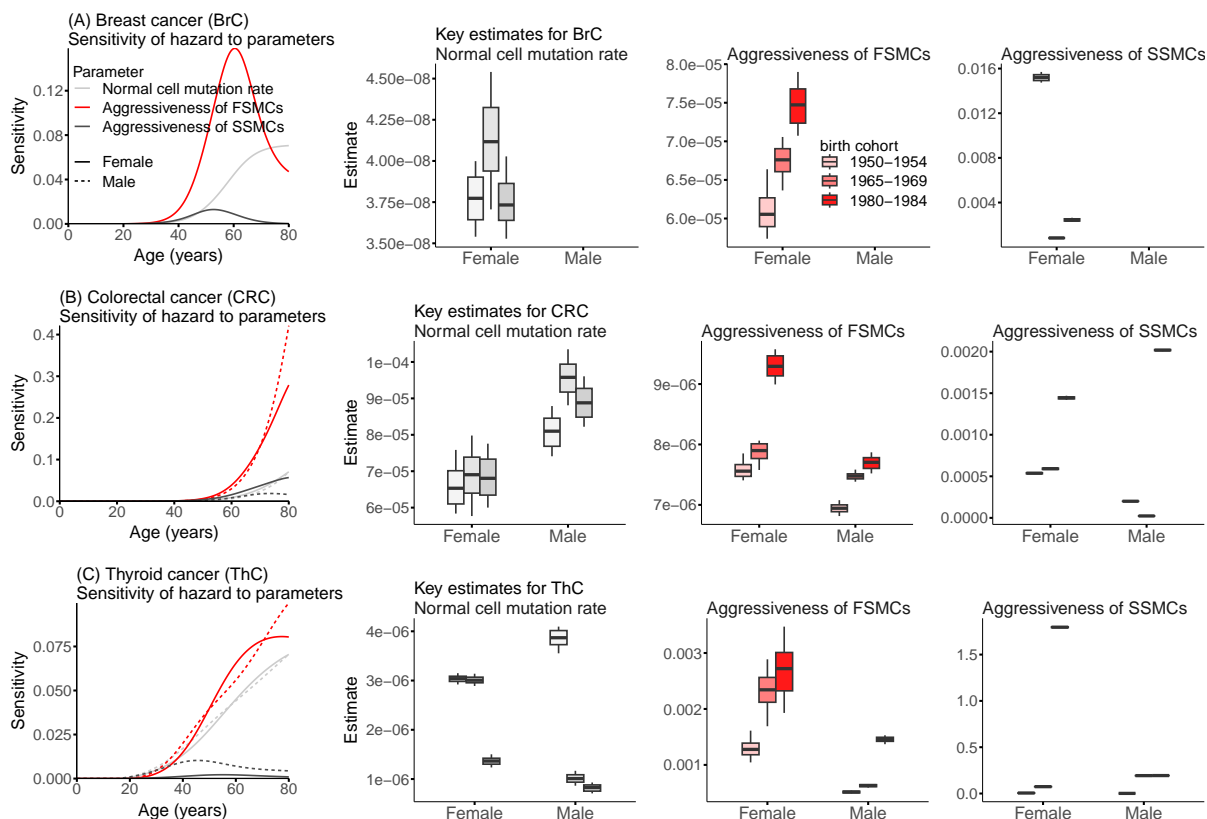 (A) Breast cancer (BrC)
Sensitivity of hazard to parameters
Sensitivity
0.12
0.08
0.04
0.00
Parameter
Normal cell mutation rate
Aggressiveness of FSMCs
Aggressiveness of SSMCs
Female
Male
0 20 40 60 80
Age (years)
Key estimates for BrC
Normal cell mutation rate
Estimate
4.50e−08
4.25e−08
4.00e−08
3.75e−08
3.50e−08
Female Male
Aggressiveness of FSMCs
8.0e−05
7.5e−05
7.0e−05
6.5e−05
6.0e−05
birth cohort
1950−1954
1965−1969
1980−1984
Female Male
Aggressiveness of SSMCs
0.016
0.012
0.008
0.004
Female Male
(B) Colorectal cancer (CRC)
Sensitivity of hazard to parameters
Sensitivity
0.4
0.3
0.2
0.1
0.0
0 20 40 60 80
Age (years)
Key estimates for CRC
Normal cell mutation rate
Estimate
1e−04
9e−05
8e−05
7e−05
6e−05
Female Male
Aggressiveness of FSMCs
9e−06
8e−06
7e−06
Female Male
Aggressiveness of SSMCs
0.0020
0.0015
0.0010
0.0005
0.0000
Female Male
(C) Thyroid cancer (ThC)
Sensitivity of hazard to parameters
Sensitivity
0.075
0.050
0.025
0.000
0 20 40 60 80
Age (years)
Key estimates for ThC
Normal cell mutation rate
Estimate
4e−06
3e−06
2e−06
1e−06
Female Male
Aggressiveness of FSMCs
0.003
0.002
0.001
Female Male
Aggressiveness of SSMCs
1.5
1.0
0.5
0.0
Female Male